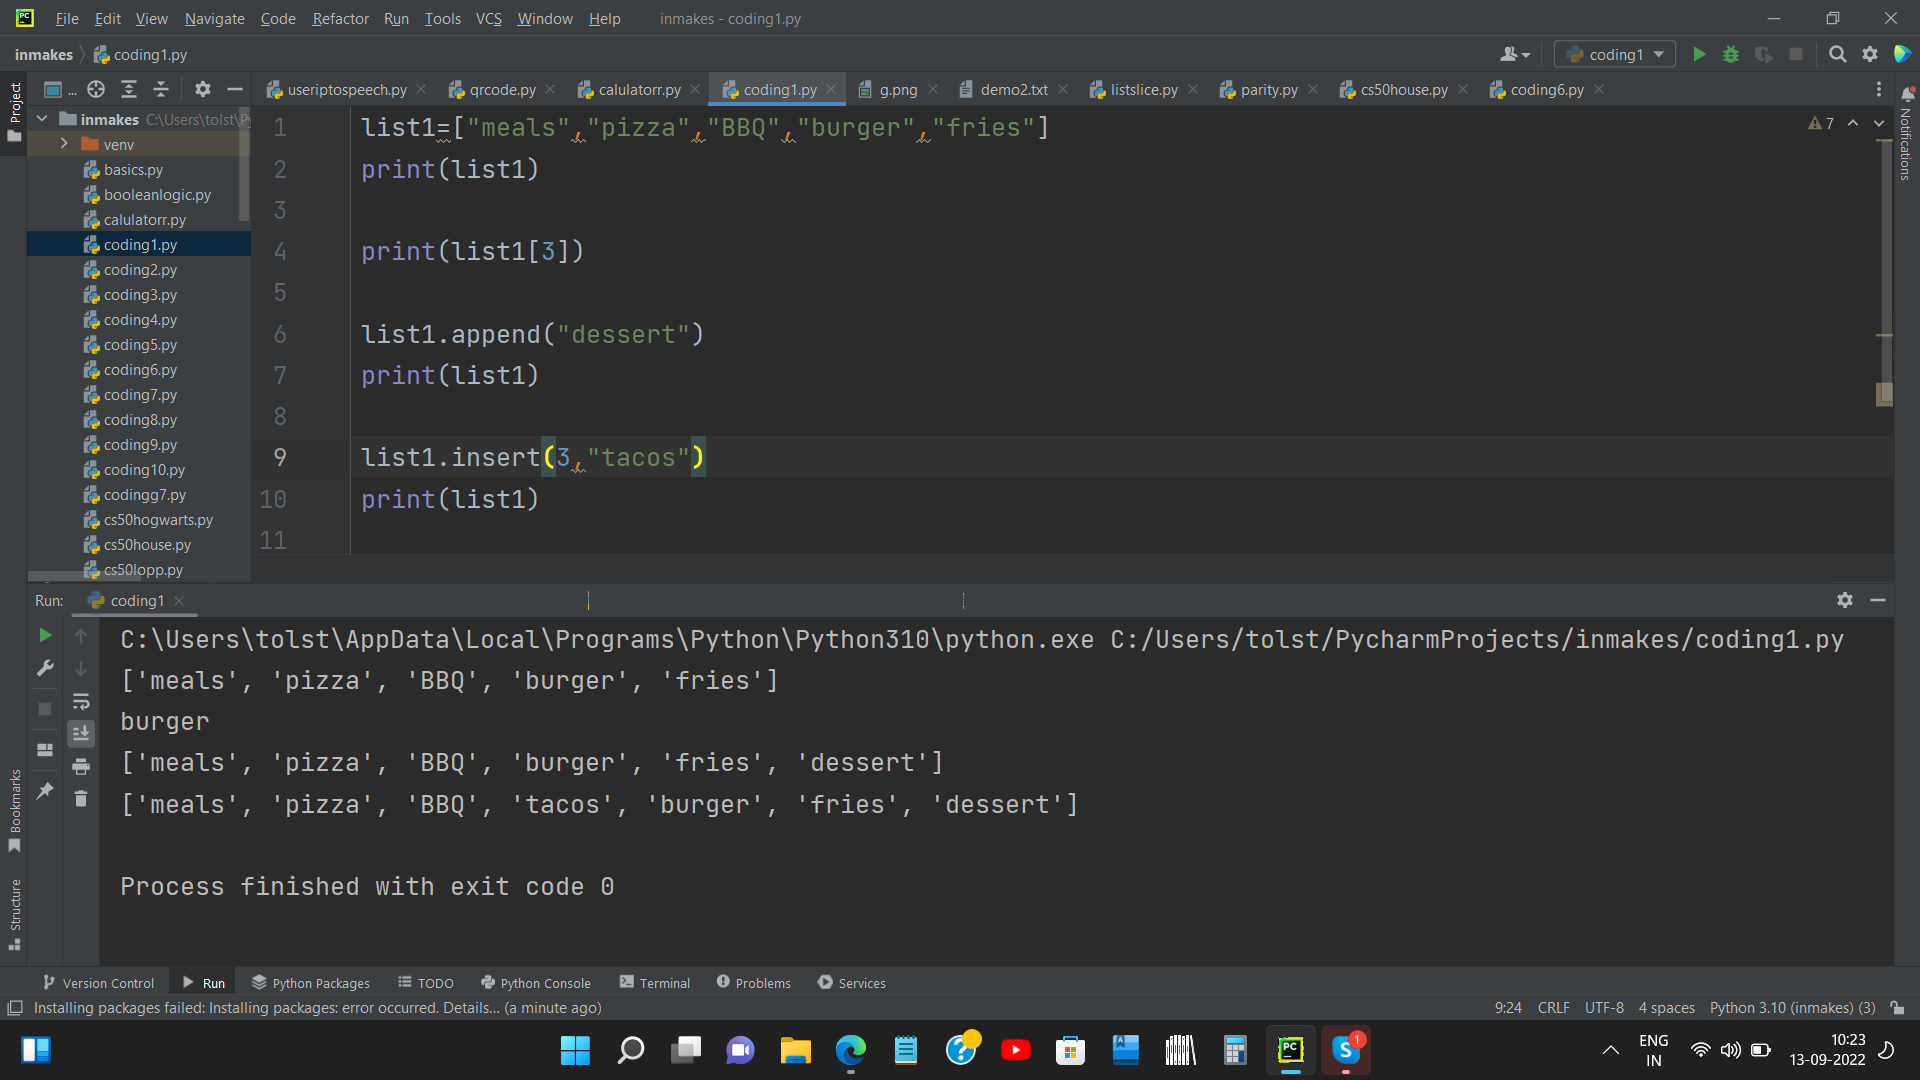 File Edit View Navigate Code Refactor Run Tools VCS Window Help inmakes - coding1.py
inmakes coding1.py coding1
Project
... useriptospeech.py qrcode.py calulatorr.py coding1.py g.png demo2.txt listslice.py parity.py cs50house.py coding6.py
inmakes C:\Users\tolst\Py
venv
basics.py
booleanlogic.py
calulatorr.py
coding1.py
coding2.py
coding3.py
coding4.py
coding5.py
coding6.py
coding7.py
coding8.py
coding9.py
coding10.py
codingg7.py
cs50hogwarts.py
cs50house.py
cs50lopp.py
1 list1=["meals","pizza","BBQ","burger","fries"]
2 print(list1)
3
4 print(list1[3])
5
6 list1.append("dessert")
7 print(list1)
8
9 list1.insert(3,"tacos")
10 print(list1)
11
7
Notifications
Run: coding1
C:\Users\tolst\AppData\Local\Programs\Python\Python310\python.exe C:/Users/tolst/PycharmProjects/inmakes/coding1.py
['meals', 'pizza', 'BBQ', 'burger', 'fries']
burger
['meals', 'pizza', 'BBQ', 'burger', 'fries', 'dessert']
['meals', 'pizza', 'BBQ', 'tacos', 'burger', 'fries', 'dessert']
Process finished with exit code 0
Bookmarks
Structure
Version Control Run Python Packages TODO Python Console Terminal Problems Services
Installing packages failed: Installing packages: error occurred. Details... (a minute ago) 9:24 CRLF UTF-8 4 spaces Python 3.10 (inmakes) (3)
PC S 1
ENG
IN
10:23
13-09-2022